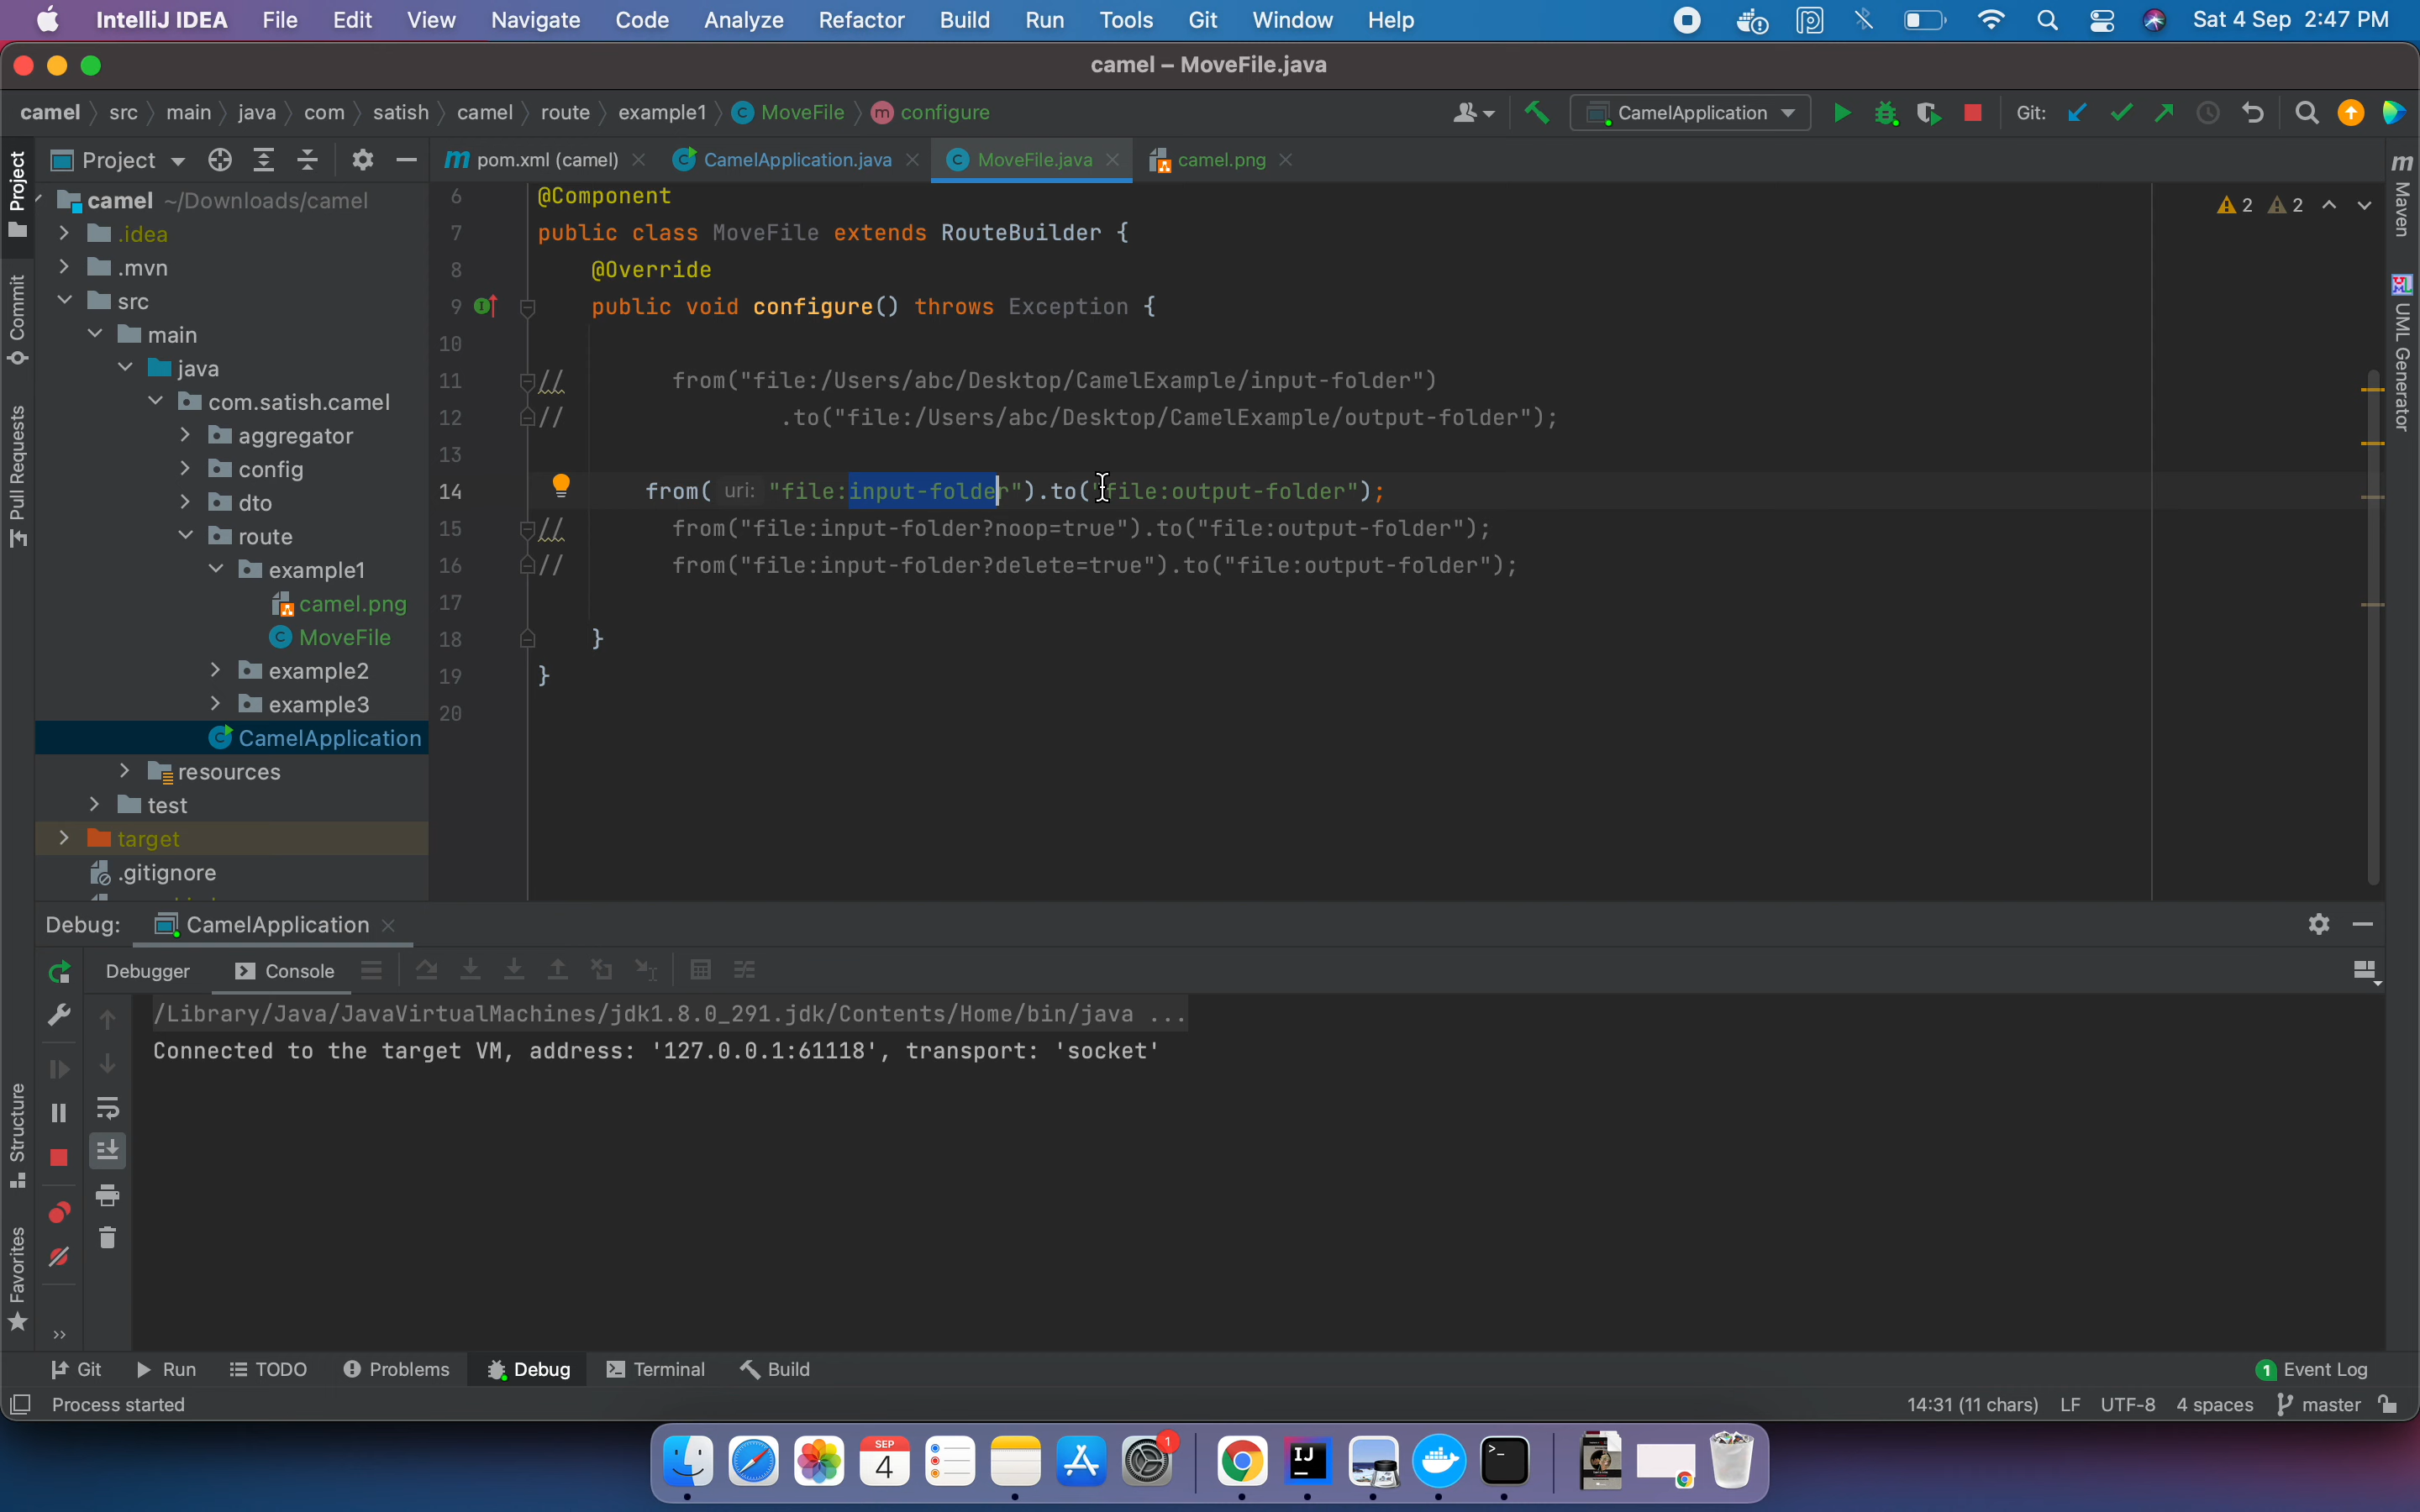 IntelliJ IDEA File Edit View Navigate Code Analyze Refactor Build Run Tools Git Window Help Sat 4 Sep 2:47 PM
camel – MoveFile.java
camel src main java com satish camel route example1 MoveFile configure CamelApplication Git:
Project pom.xml (camel) CamelApplication.java MoveFile.java camel.png
camel ~/Downloads/camel
.idea
.mvn
src
main
java
com.satish.camel
aggregator
config
dto
route
example1
camel.png
MoveFile
example2
example3
CamelApplication
resources
test
target
.gitignore
6 @Component
7 public class MoveFile extends RouteBuilder {
8 @Override
9 public void configure() throws Exception {
10
11 // from("file:/Users/abc/Desktop/CamelExample/input-folder")
12 // .to("file:/Users/abc/Desktop/CamelExample/output-folder");
13
14 from( uri: "file:input-folder").to("file:output-folder");
15 // from("file:input-folder?noop=true").to("file:output-folder");
16 // from("file:input-folder?delete=true").to("file:output-folder");
17
18 }
19 }
20
2 2
Project
Commit
Pull Requests
Structure
Favorites
Maven
UML Generator
Debug: CamelApplication
Debugger Console
/Library/Java/JavaVirtualMachines/jdk1.8.0_291.jdk/Contents/Home/bin/java ...
Connected to the target VM, address: '127.0.0.1:61118', transport: 'socket'
Git Run TODO Problems Debug Terminal Build 1 Event Log
Process started 14:31 (11 chars) LF UTF-8 4 spaces master
SEP
4
1
IJ